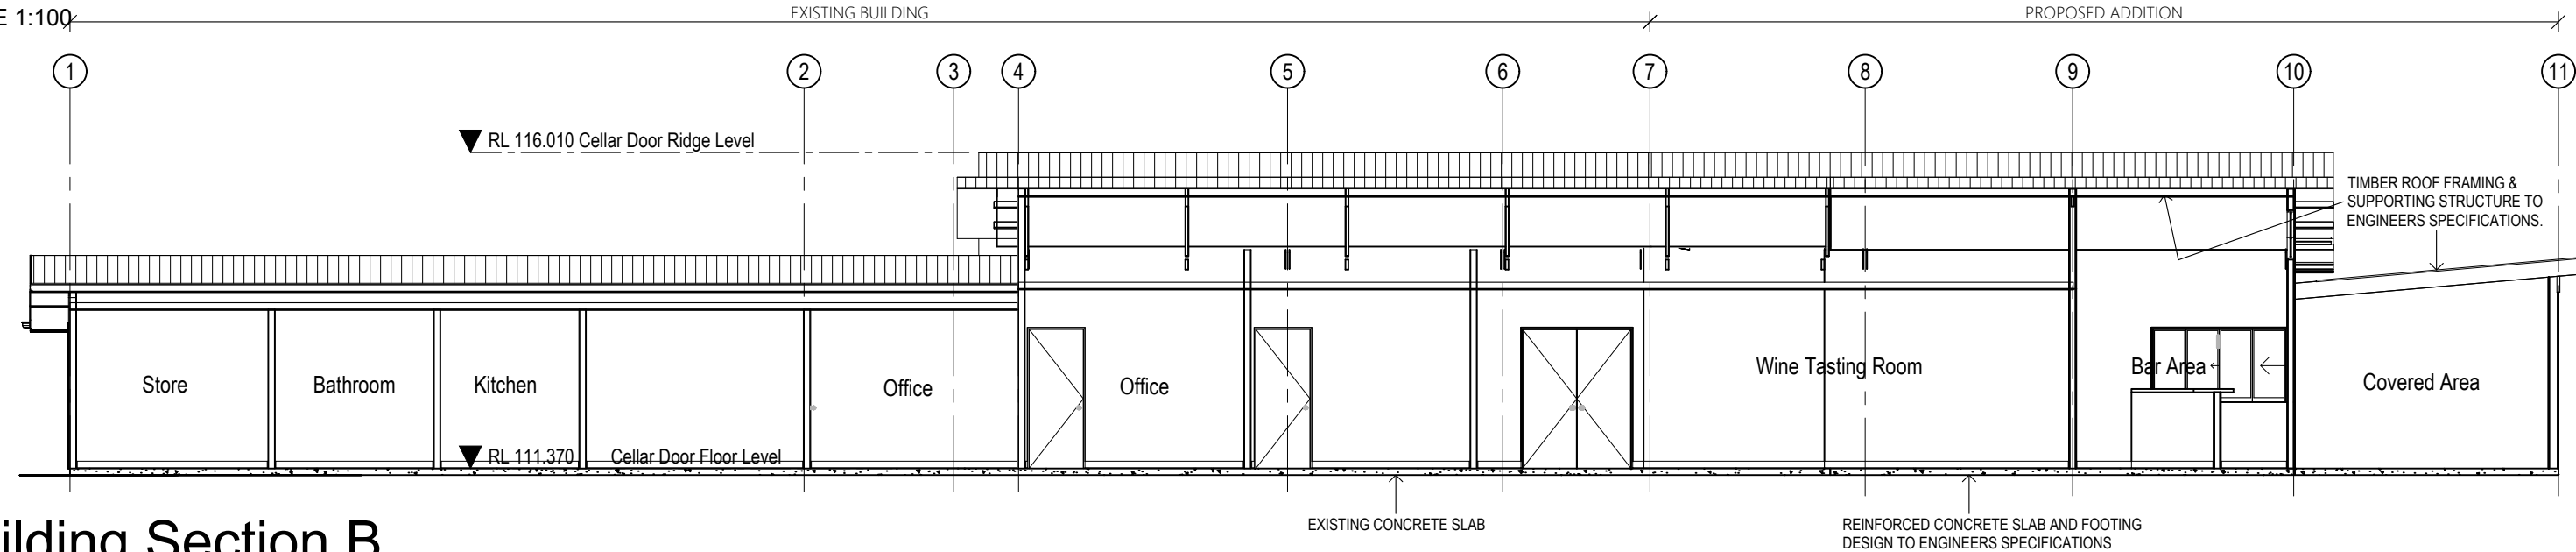 E 1:100
EXISTING BUILDING
PROPOSED ADDITION
1
2
3
4
5
6
7
8
9
10
11
RL 116.010 Cellar Door Ridge Level
TIMBER ROOF FRAMING &
SUPPORTING STRUCTURE TO
ENGINEERS SPECIFICATIONS.
Store
Bathroom
Kitchen
Office
Office
Wine Tasting Room
Bar Area
Covered Area
RL 111.370 Cellar Door Floor Level
EXISTING CONCRETE SLAB
REINFORCED CONCRETE SLAB AND FOOTING
DESIGN TO ENGINEERS SPECIFICATIONS
ilding Section B